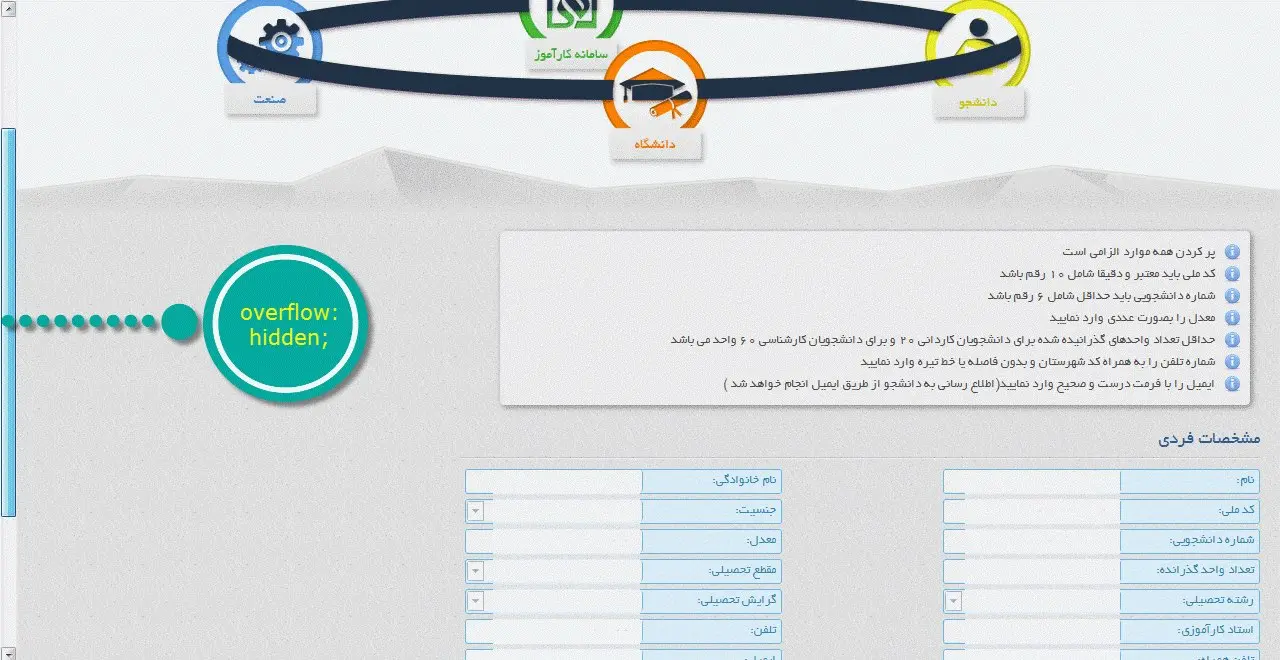 سامانه کارآموز
صنعت
دانشجو
دانشگاه
overflow:
hidden;
پر کردن همه موارد الزامی است
کد ملی باید معتبر و دقیقا شامل ۱۰ رقم باشد
شماره دانشجویی باید حداقل شامل ۶ رقم باشد
معدل را بصورت عددی وارد نمایید
حداقل تعداد واحدهای گذرانیده شده برای دانشجویان کاردانی ۲۰ و برای دانشجویان کارشناسی ۶۰ واحد می باشد
شماره تلفن را به همراه کد شهرستان و بدون فاصله یا خط تیره وارد نمایید
ایمیل را با فرمت درست و صحیح وارد نمایید(اطلاع رسانی به دانشجو از طریق ایمیل انجام خواهد شد )
مشخصات فردی
نام: نام خانوادگی:
کد ملی: جنسیت:
شماره دانشجویی: معدل:
تعداد واحد گذرانده: مقطع تحصیلی:
رشته تحصیلی: گرایش تحصیلی:
استاد کارآموزی: تلفن:
تلفن همراه: ایمیل: